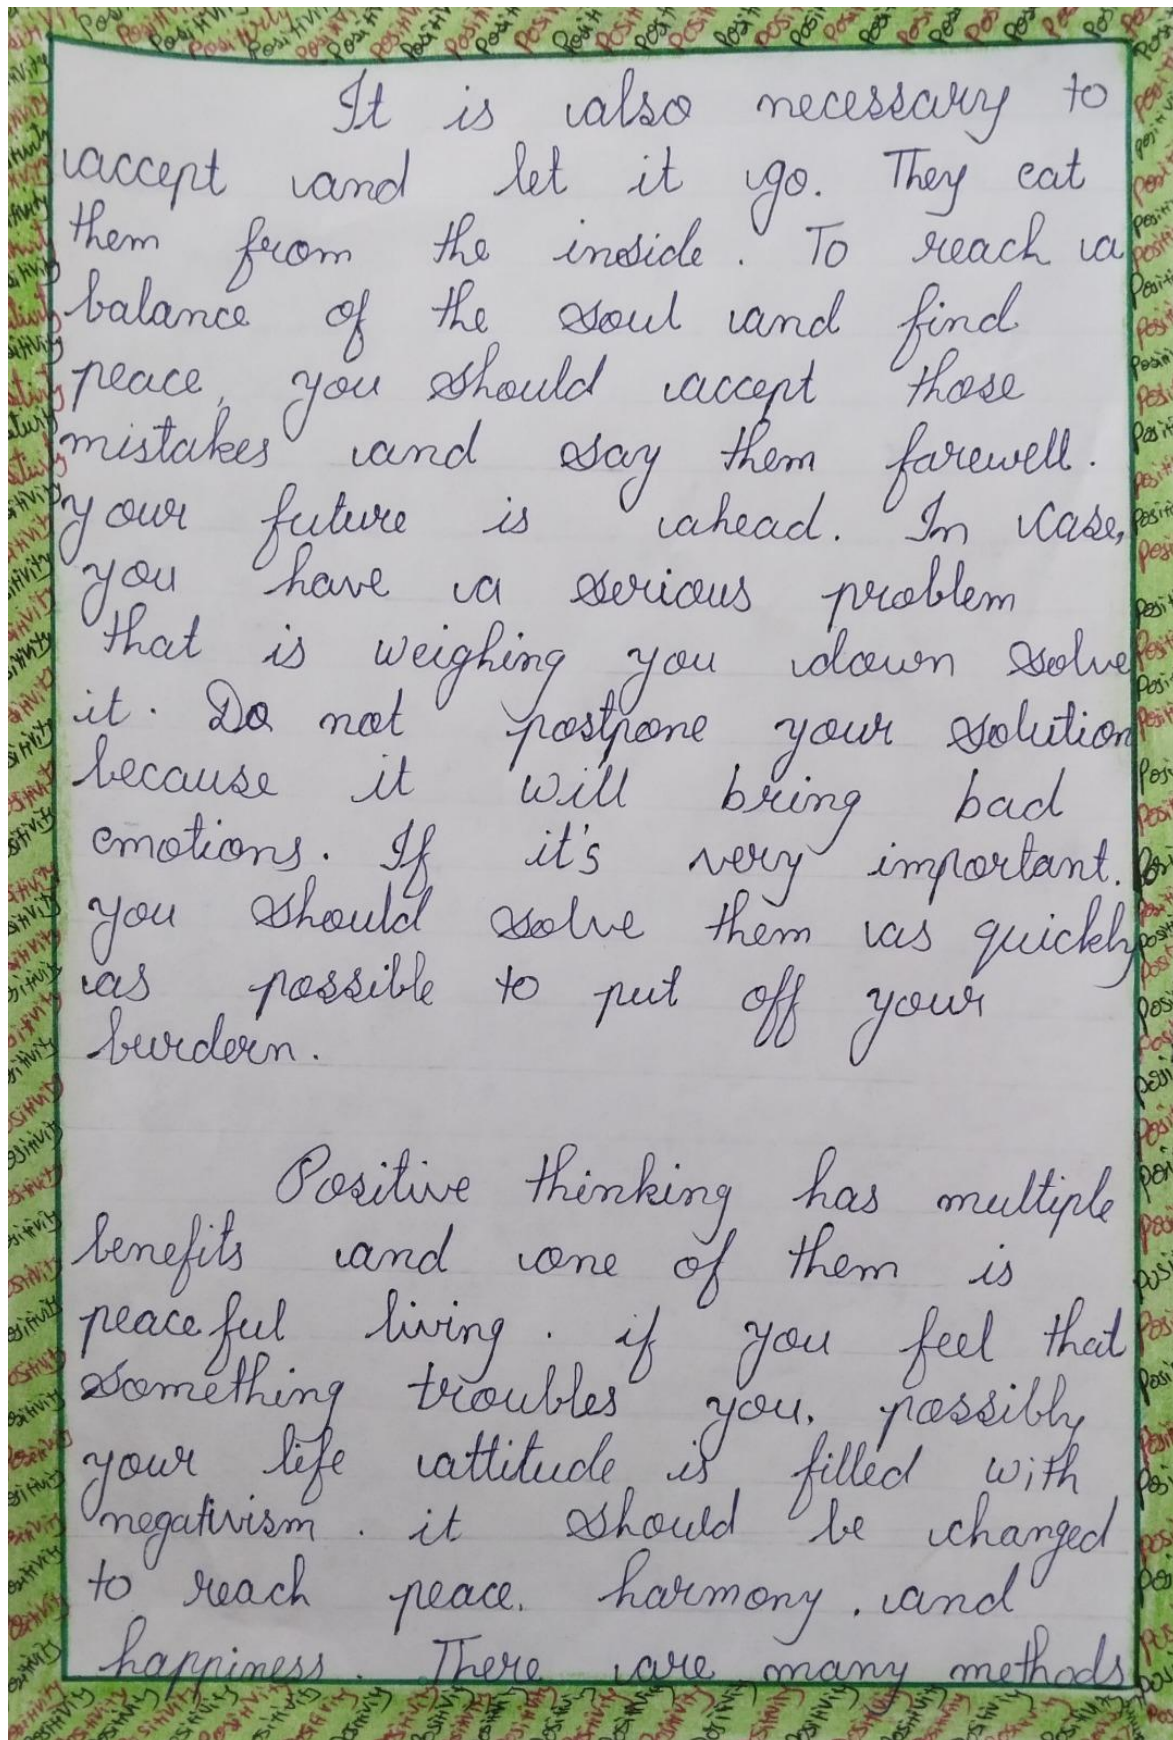 It is also necessary to
accept and let it go. They eat
them from the inside. To reach a
balance of the soul and find
peace, you should accept those
mistakes and say them farewell.
your future is ahead. In case,
you have a serious problem
that is weighing you down solve
it. Do not postpone your solution
because it will bring bad
emotions. If it's very important.
you should solve them as quickly
as possible to put off your
burdern.
Positive thinking has multiple
benefits and one of them is
peaceful living. if you feel that
something troubles you, possibly
your life attitude is filled with
negativism. it should be changed
to reach peace, harmony, and
happiness. There are many methods